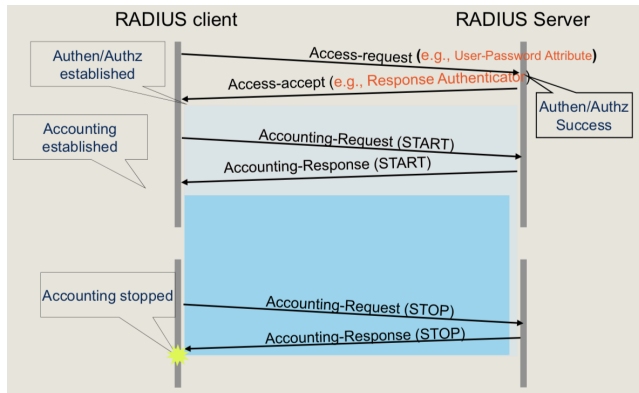 RADIUS client
RADIUS Server
Authen/Authz
established
Access-request (e.g., User-Password Attribute)
Access-accept (e.g., Response Authenticator)
Authen/Authz
Success
Accounting
established
Accounting-Request (START)
Accounting-Response (START)
Accounting stopped
Accounting-Request (STOP)
Accounting-Response (STOP)